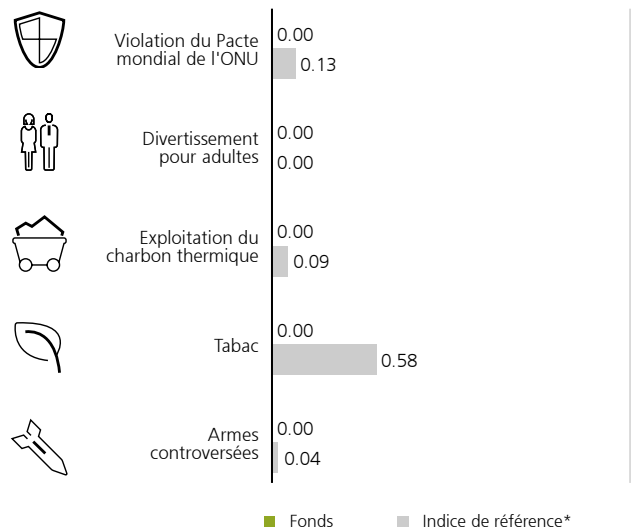 Violation du Pacte
mondial de l'ONU
0.00
0.13
Divertissement
pour adultes
0.00
0.00
Exploitation du
charbon thermique
0.00
0.09
Tabac
0.00
0.58
Armes
controversées
0.00
0.04
Fonds
Indice de référence*